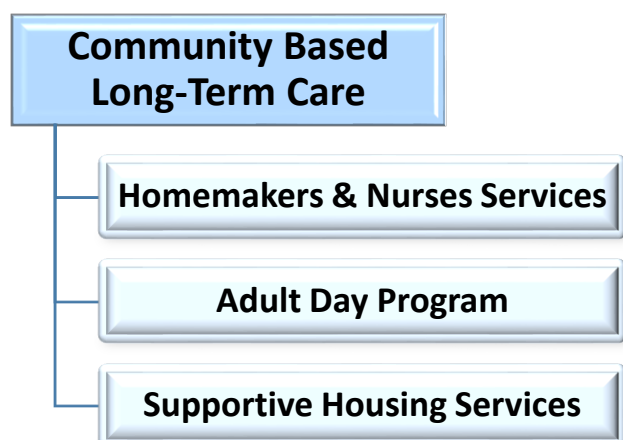 Community Based
Long-Term Care
Homemakers & Nurses Services
Adult Day Program
Supportive Housing Services